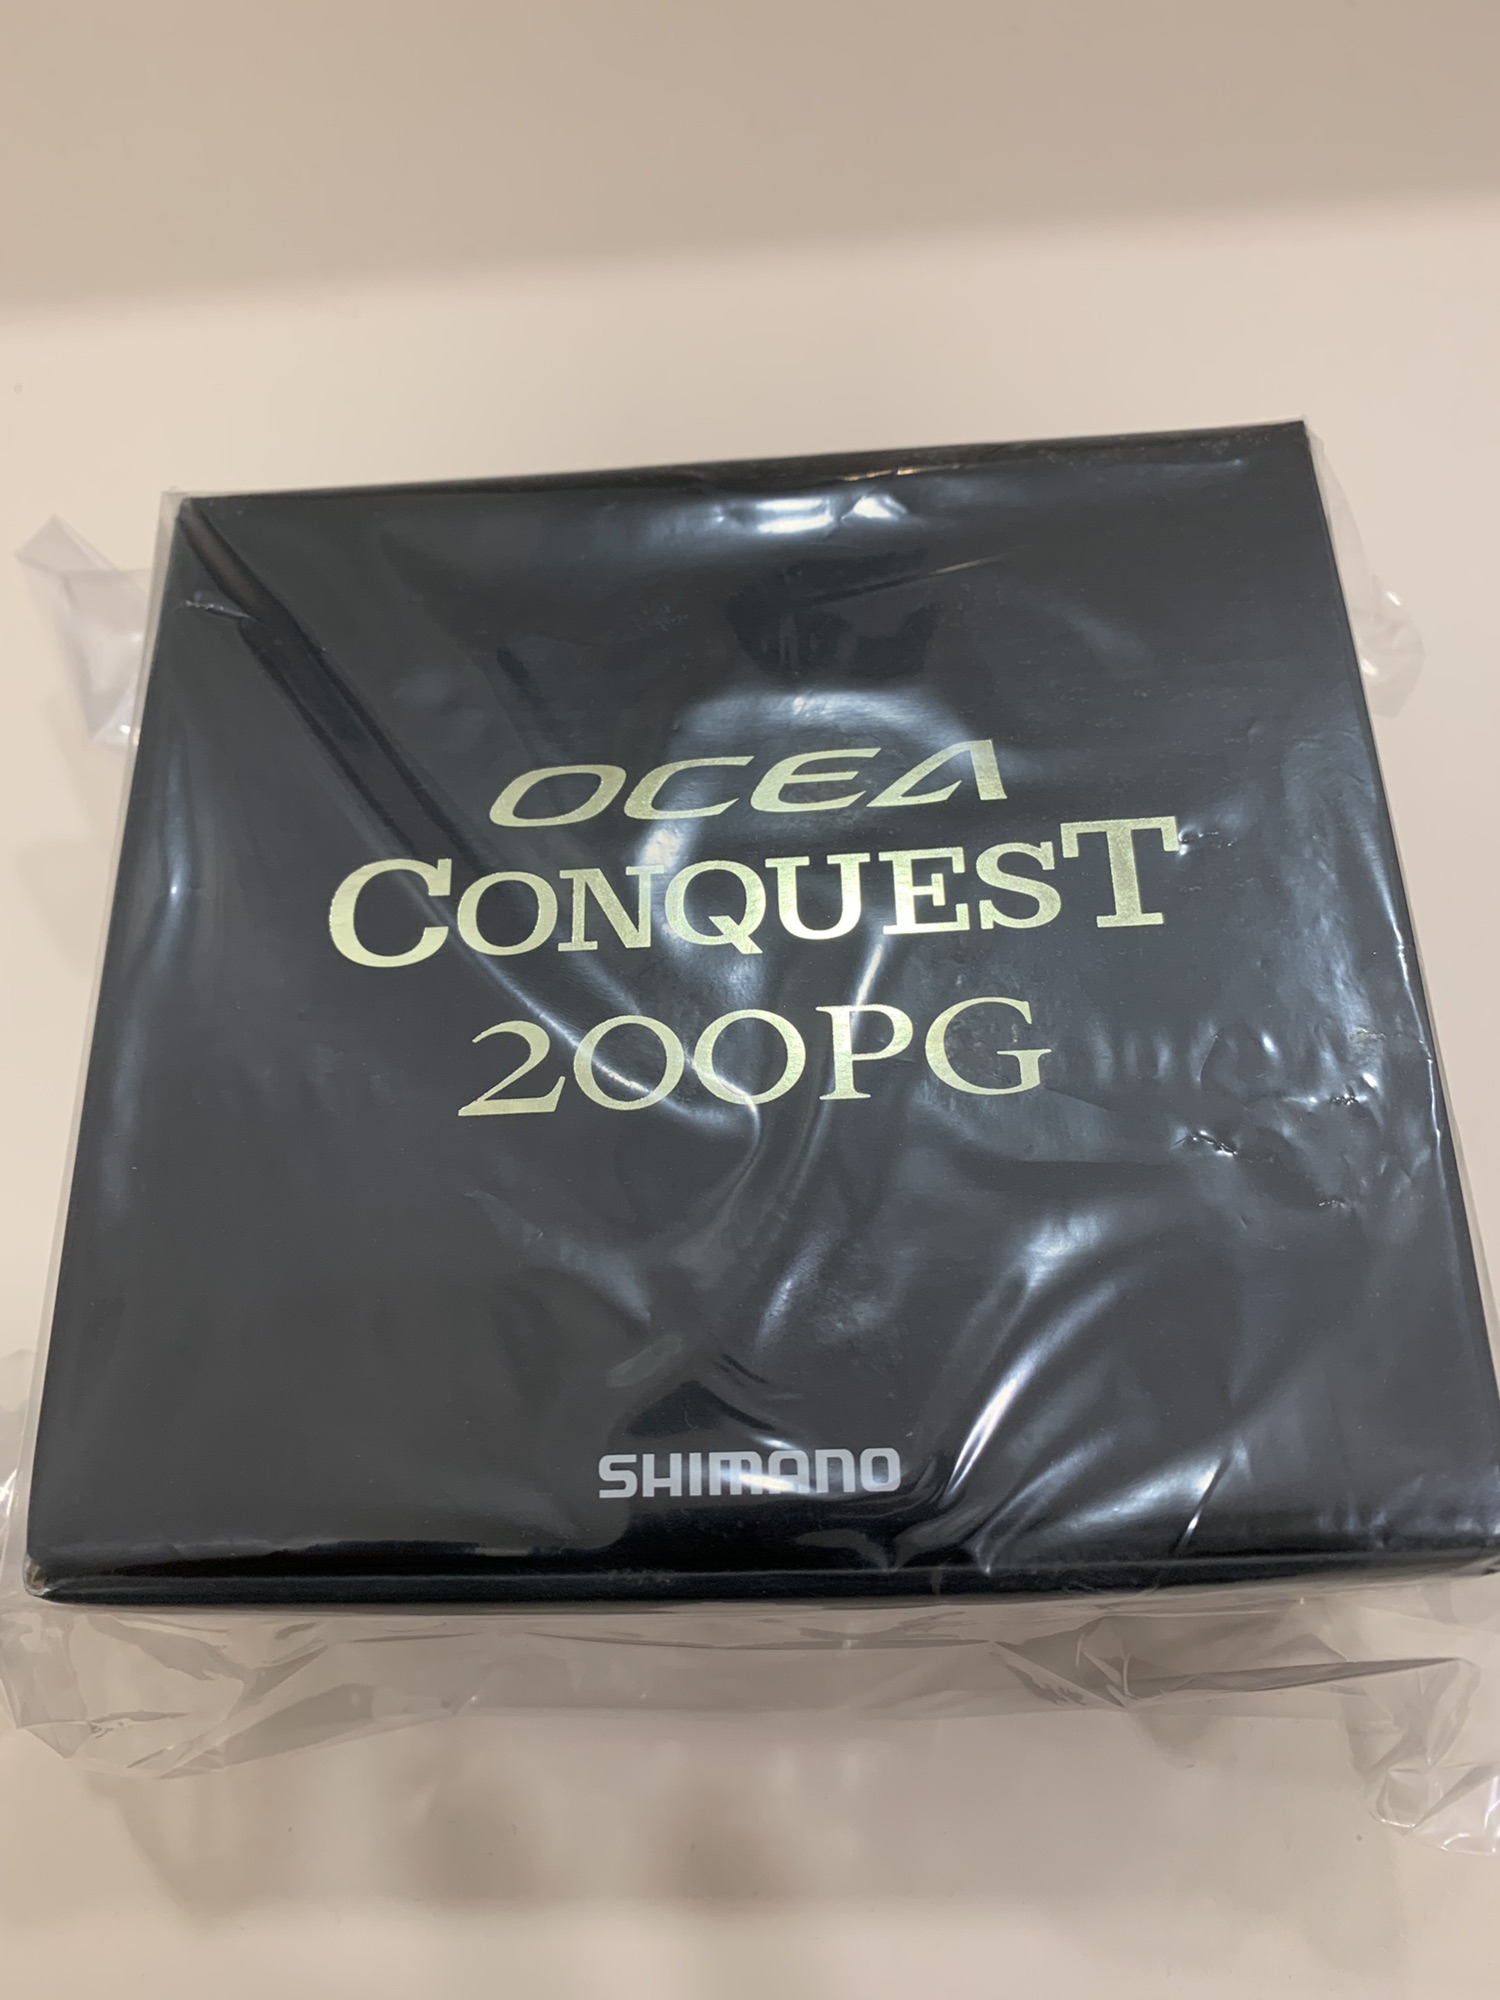 OCEA
CONQUEST
200PG
SHIMANO